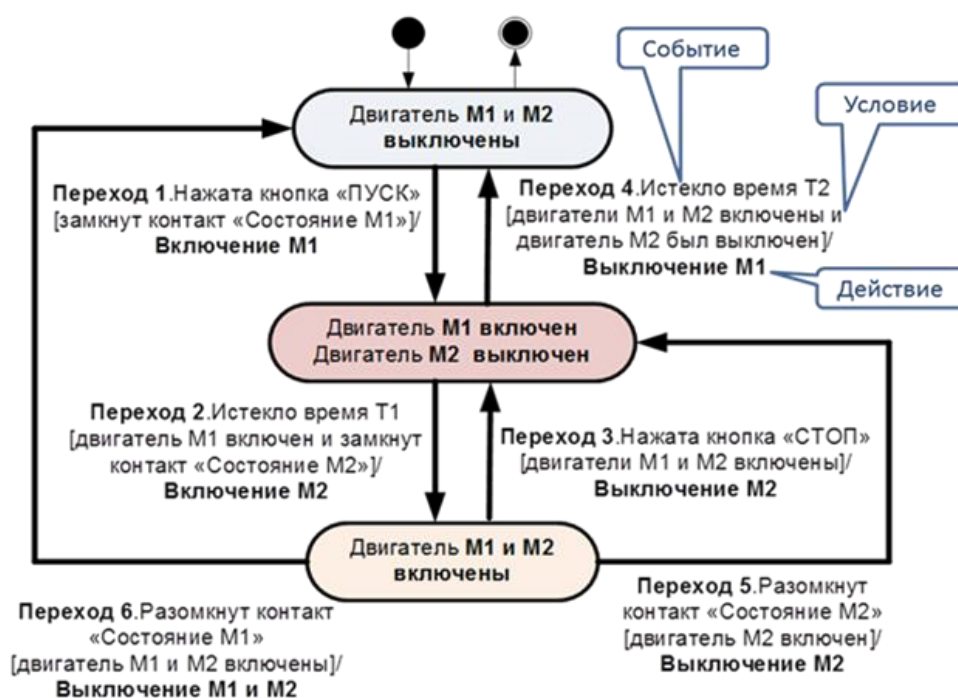 Событие
Условие
Двигатель М1 и М2
выключены
Переход 1.Нажата кнопка «ПУСК»
[замкнут контакт «Состояние М1»]/
Включение М1
Переход 4.Истекло время Т2
[двигатели М1 и М2 включены и
двигатель М2 был выключен]/
Выключение М1
Действие
Двигатель М1 включен
Двигатель М2 выключен
Переход 2.Истекло время Т1
[двигатель М1 включен и замкнут
контакт «Состояние М2»]/
Включение М2
Переход 3.Нажата кнопка «СТОП»
[двигатели М1 и М2 включены]/
Выключение М2
Двигатель М1 и М2
включены
Переход 6.Разомкнут контакт
«Состояние М1»
[двигатель М1 и М2 включены]/
Выключение М1 и М2
Переход 5.Разомкнут
контакт «Состояние М2»
[двигатель М2 включен]/
Выключение М2